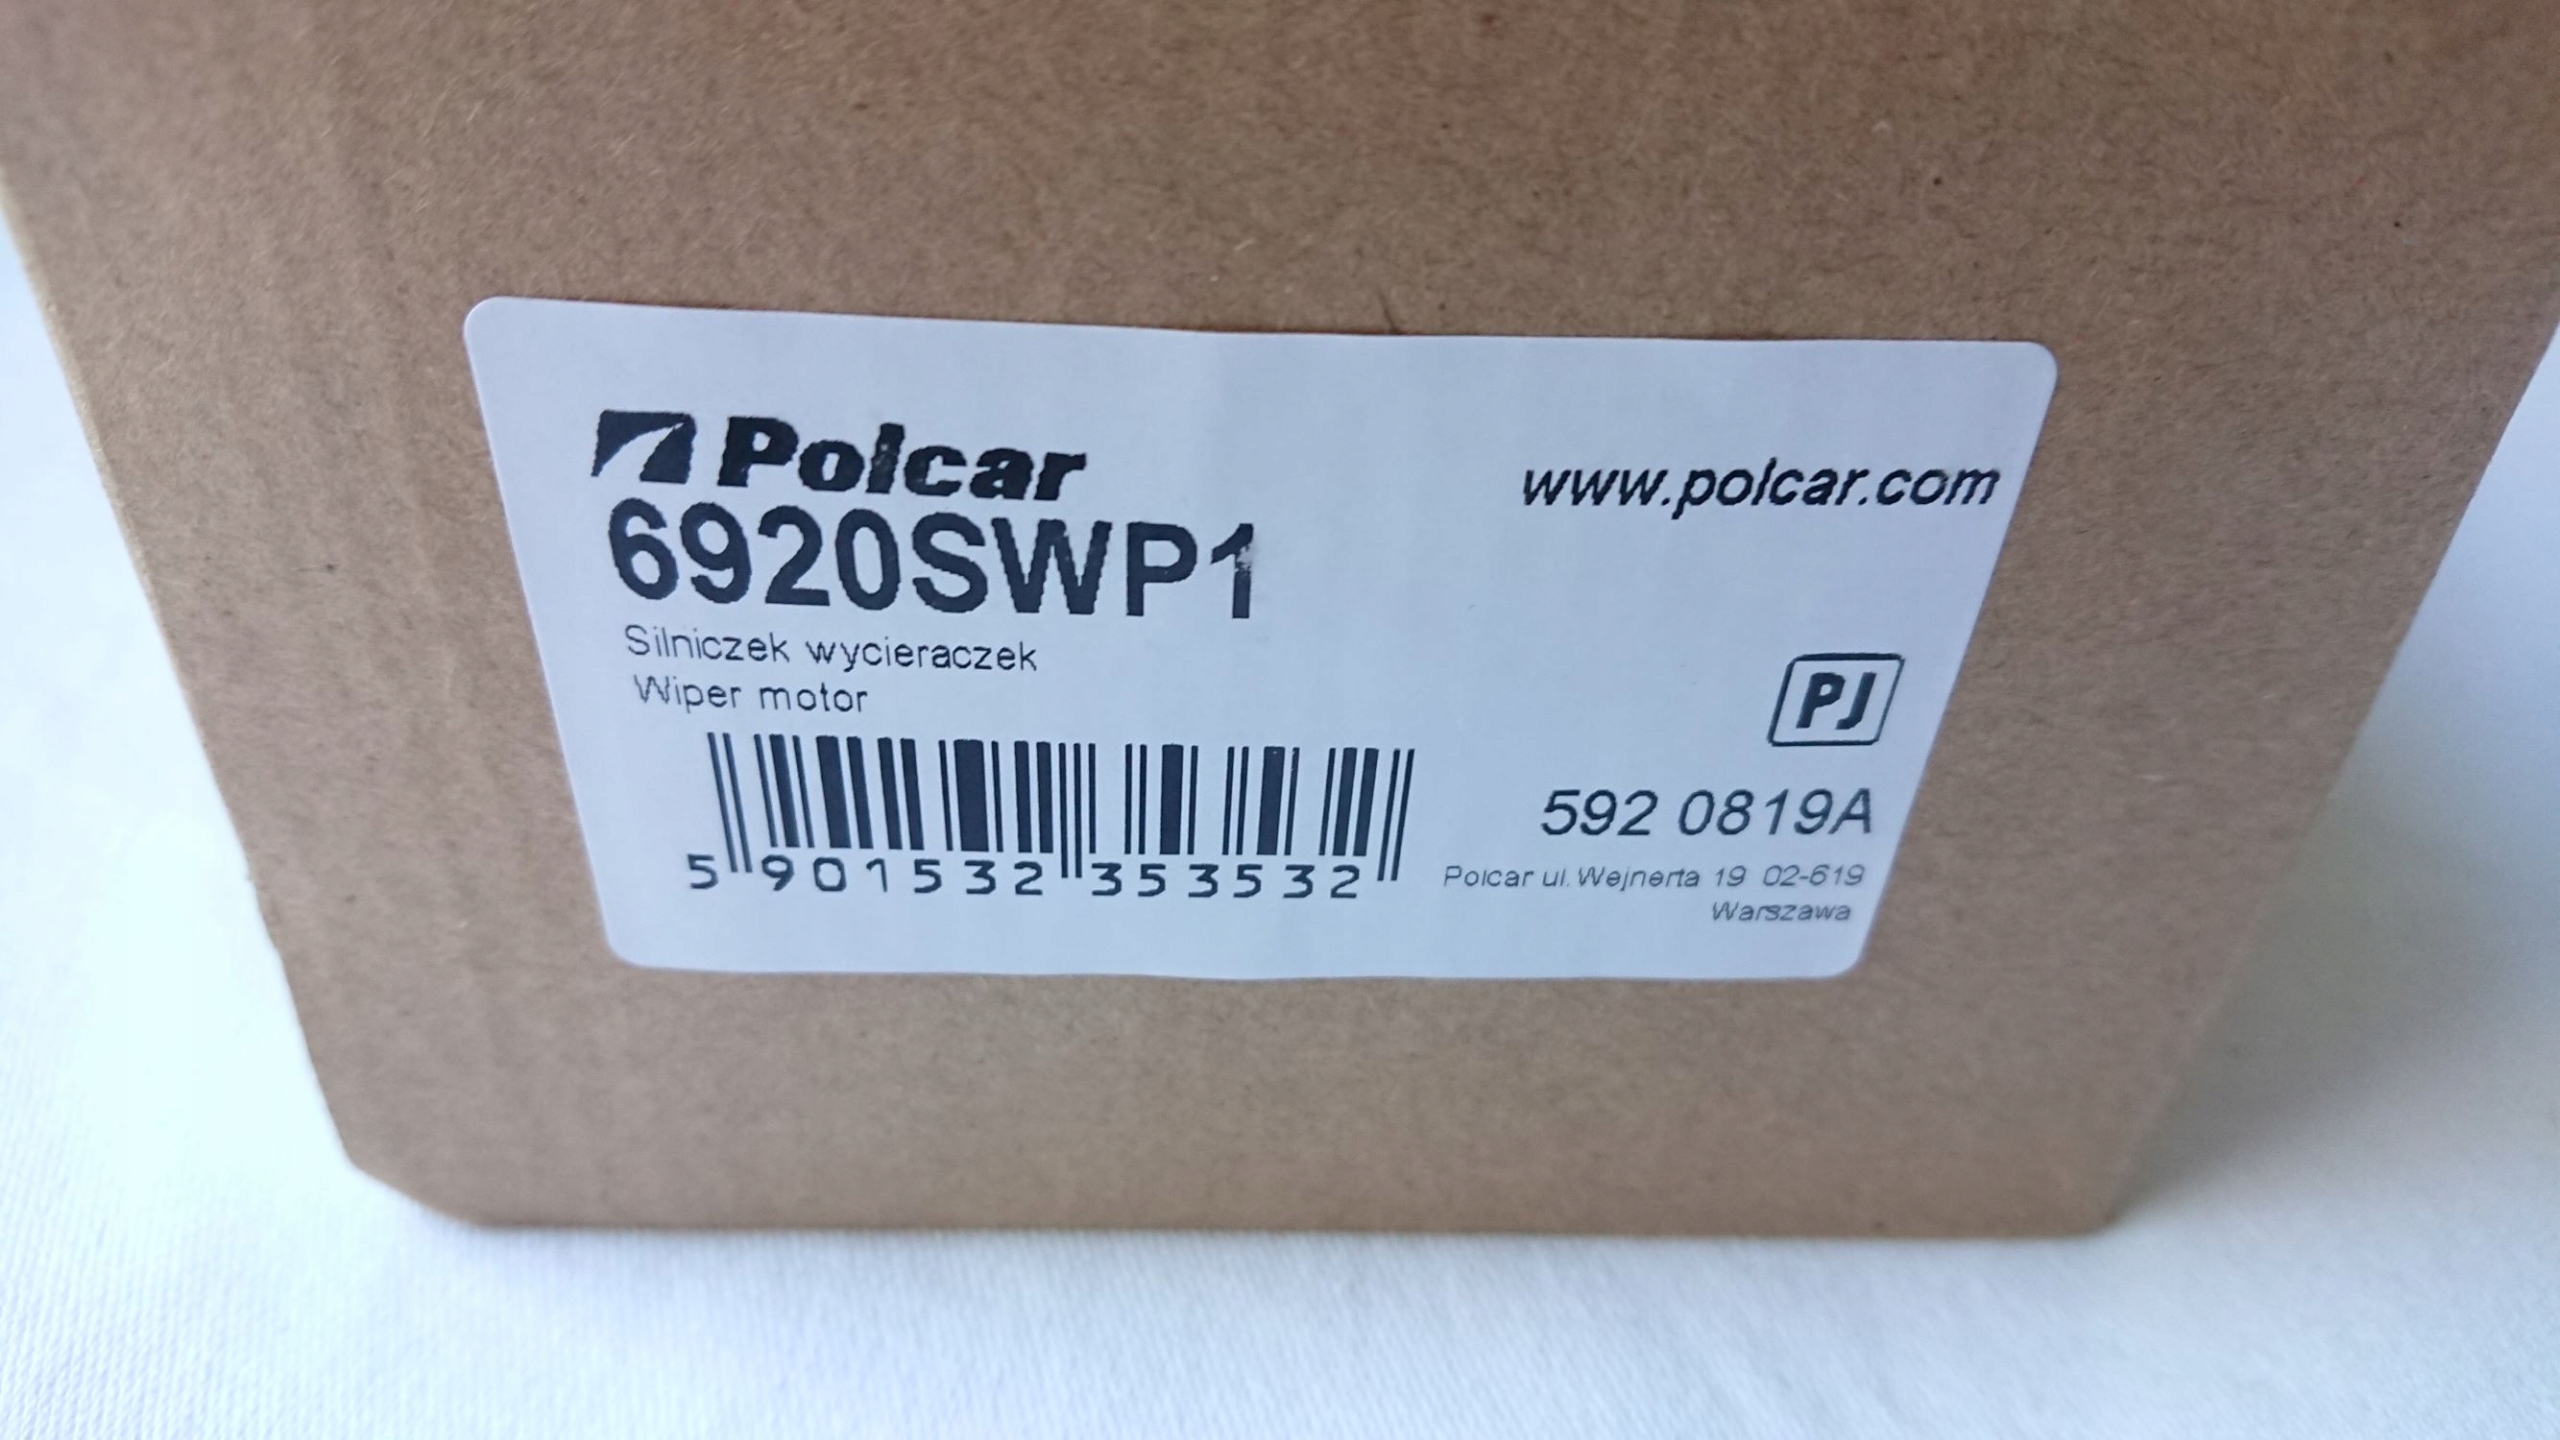 Polcar
www.polcar.com
6920SWP1
Silniczek wycieraczek
Wiper motor
PJ
592 0819A
5 901532 353532
Polcar ul. Wejnerta 19 02-619
Warszawa